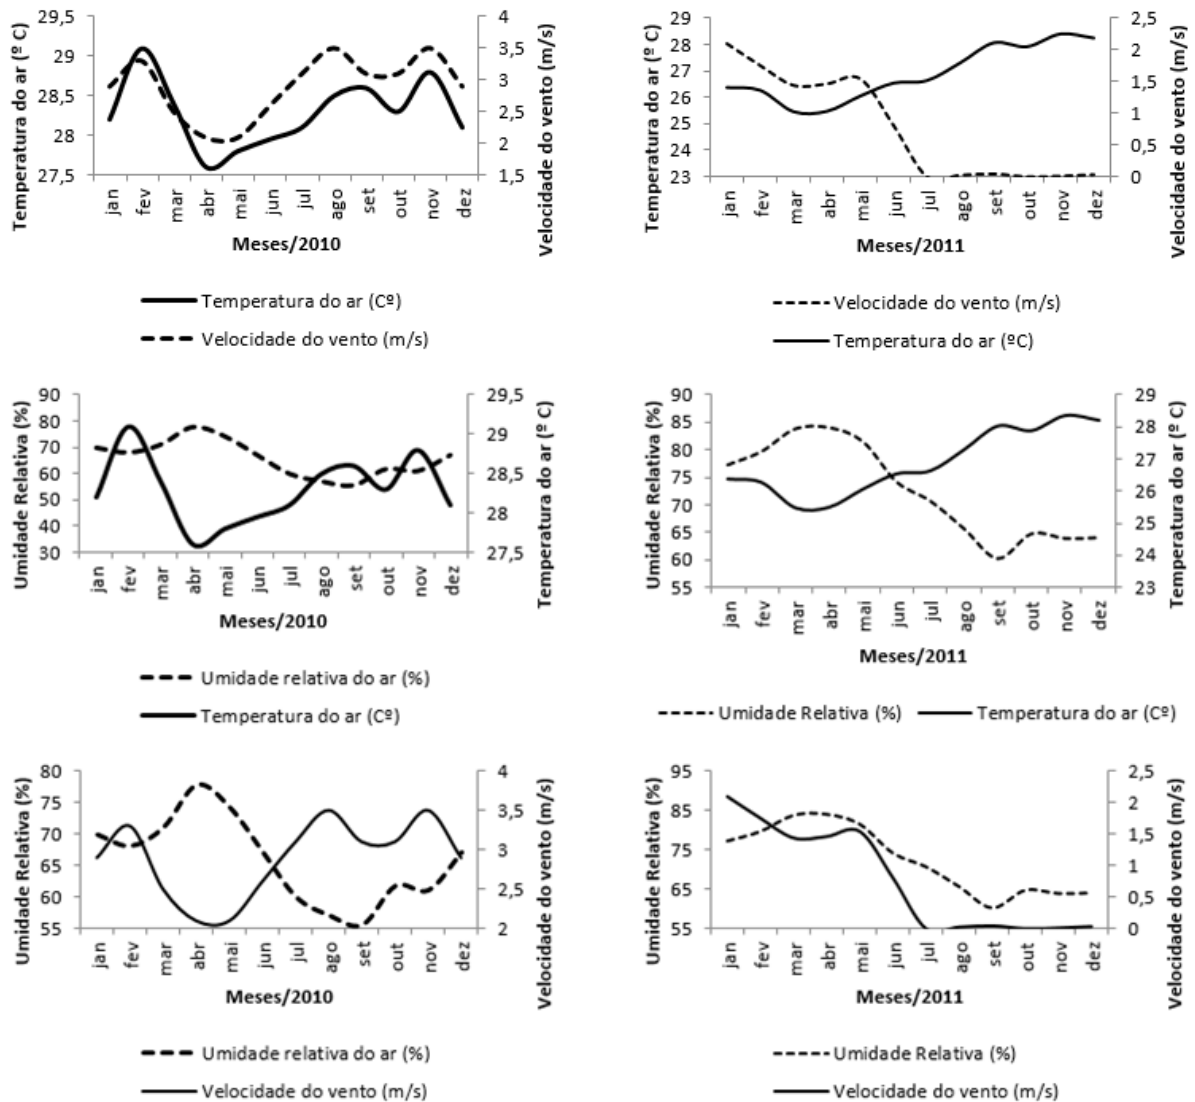 Temperatura do ar (º C)
29,5
29
28,5
28
27,5
4
3,5
3
2,5
2
1,5
Velocidade do vento (m/s)
jan fev mar abr mai jun jul ago set out nov dez
Meses/2010
Temperatura do ar (Cº)
Velocidade do vento (m/s)
Temperatura do ar (º C)
29
28
27
26
25
24
23
2,5
2
1,5
1
0,5
0
Velocidade do vento (m/s)
jan fev mar abr mai jun jul ago set out nov dez
Meses/2011
Velocidade do vento (m/s)
Temperatura do ar (ºC)
Umidade Relativa (%)
90
80
70
60
50
40
30
29,5
29
28,5
28
27,5
Temperatura do ar (º C)
jan fev mar abr mai jun jul ago set out nov dez
Meses/2010
Umidade relativa do ar (%)
Temperatura do ar (Cº)
Umidade Relativa (%)
90
85
80
75
70
65
60
55
29
28
27
26
25
24
23
Temperatura do ar (º C)
jan fev mar abr mai jun jul ago set out nov dez
Meses/2011
Umidade Relativa (%) Temperatura do ar (Cº)
Umidade Relativa (%)
80
75
70
65
60
55
4
3,5
3
2,5
2
Velocidade do vento (m/s)
jan fev mar abr mai jun jul ago set out nov dez
Meses/2010
Umidade relativa do ar (%)
Velocidade do vento (m/s)
Umidade Relativa (%)
95
85
75
65
55
2,5
2
1,5
1
0,5
0
Velocidade do vento (m/s)
jan fev mar abr mai jun jul ago set out nov dez
Meses/2011
Umidade Relativa (%)
Velocidade do vento (m/s)